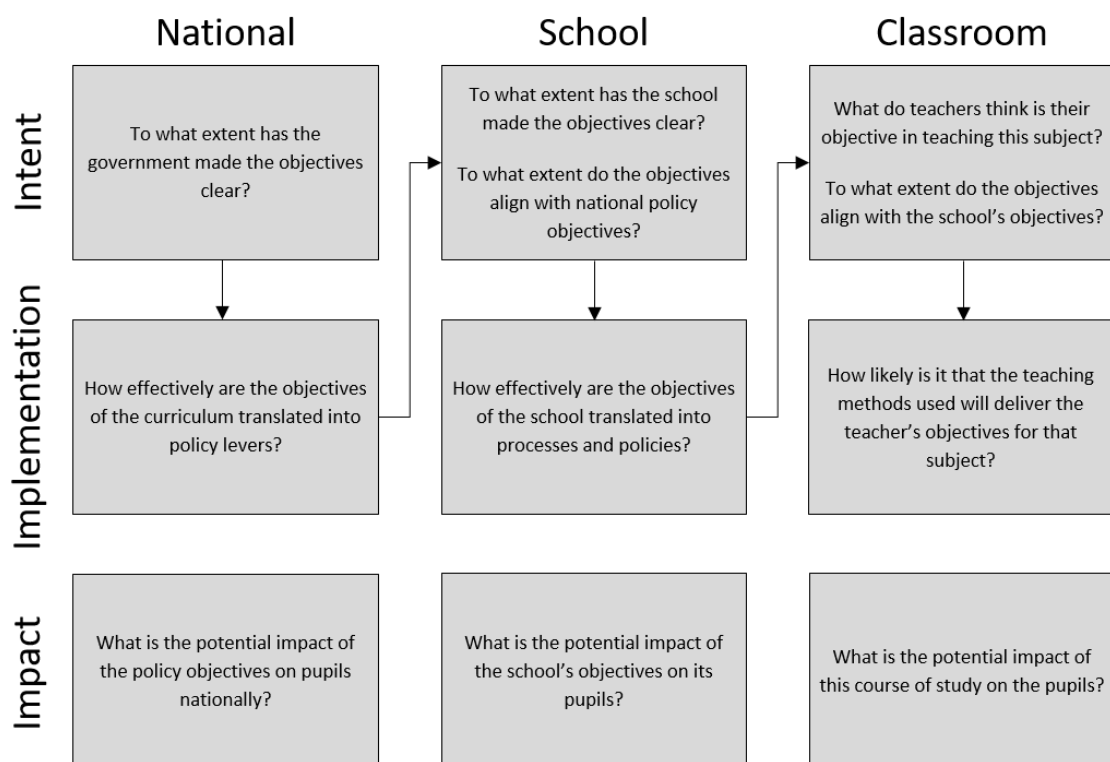 National
School
Classroom
Intent
To what extent has the
government made the objectives
clear?
To what extent has the school
made the objectives clear?
To what extent do the objectives
align with national policy
objectives?
What do teachers think is their
objective in teaching this subject?
To what extent do the objectives
align with the school's objectives?
Implementation
How effectively are the objectives
of the curriculum translated into
policy levers?
How effectively are the objectives
of the school translated into
processes and policies?
How likely is it that the teaching
methods used will deliver the
teacher's objectives for that
subject?
Impact
What is the potential impact of
the policy objectives on pupils
nationally?
What is the potential impact of
the school's objectives on its
pupils?
What is the potential impact of
this course of study on the pupils?